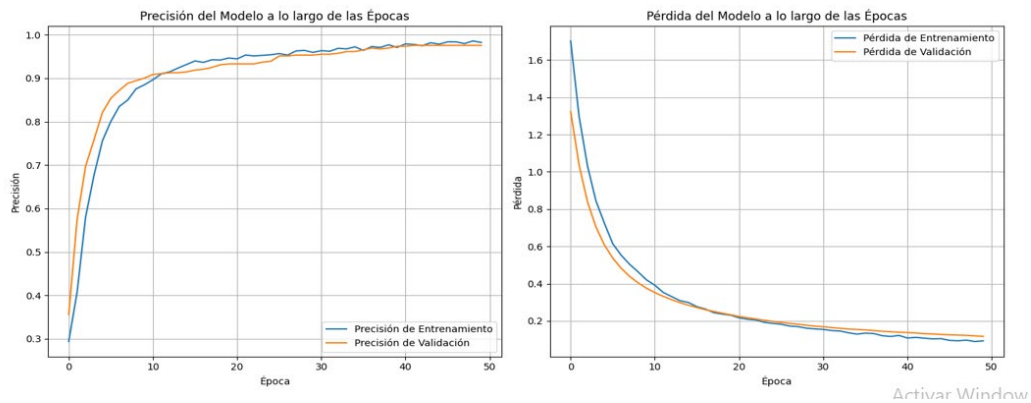 Precisión del Modelo a lo largo de las Épocas
1.0
0.9
0.8
0.7
0.6
0.5
0.4
0.3
Precisión
Precisión de Entrenamiento
Precisión de Validación
0 10 20 30 40 50
Época
Pérdida del Modelo a lo largo de las Épocas
Pérdida de Entrenamiento
Pérdida de Validación
1.6
1.4
1.2
1.0
0.8
0.6
0.4
0.2
Pérdida
0 10 20 30 40 50
Época
Activar Window